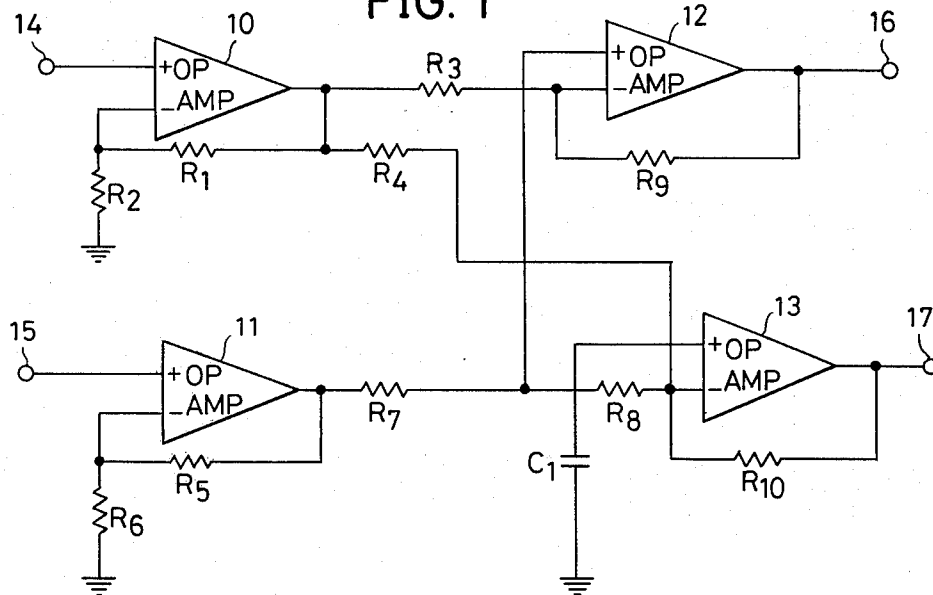 FIG. 1
14
10
+OP
-AMP
R1
R2
R3
R4
12
+OP
-AMP
R9
16
15
11
+OP
-AMP
R5
R6
R7
R8
13
+OP
-AMP
R10
C1
17